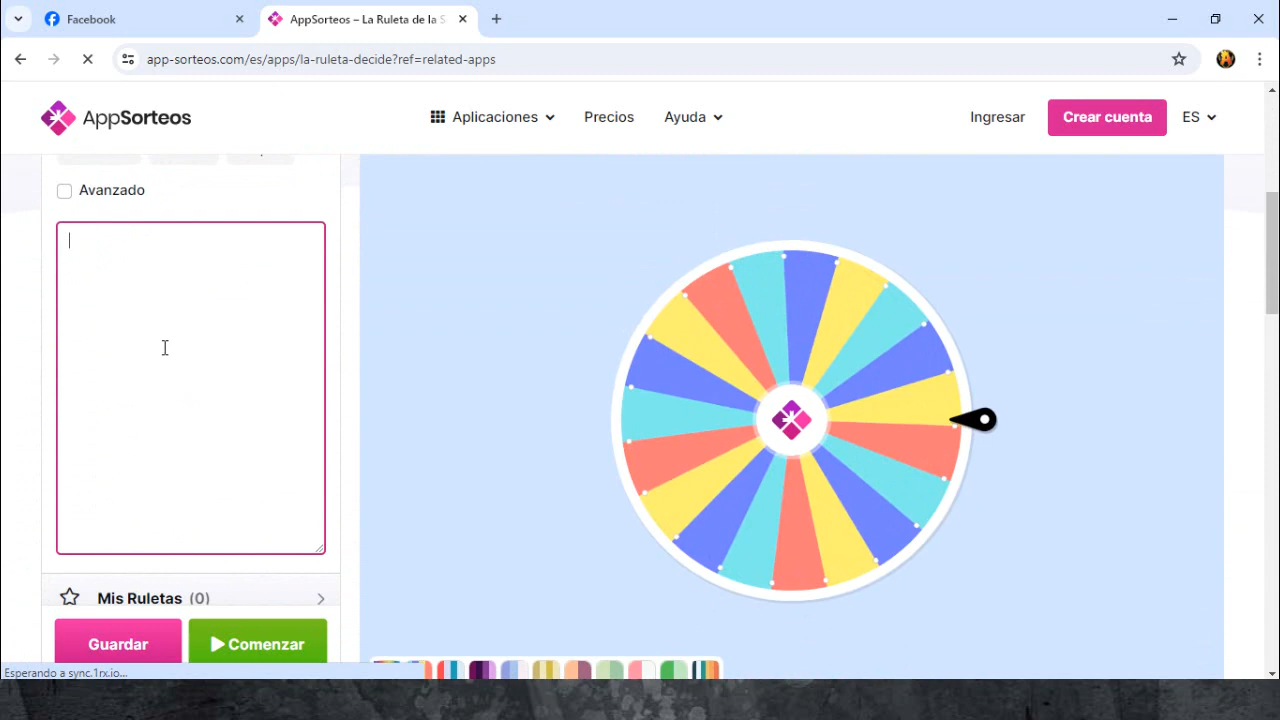 Facebook
AppSorteos – La Ruleta de la S
app-sorteos.com/es/apps/la-ruleta-decide?ref=related-apps
AppSorteos
Aplicaciones
Precios
Ayuda
Ingresar
Crear cuenta
ES
Avanzado
Mis Ruletas (0)
Guardar
Comenzar
Esperando a sync.1rx.io...